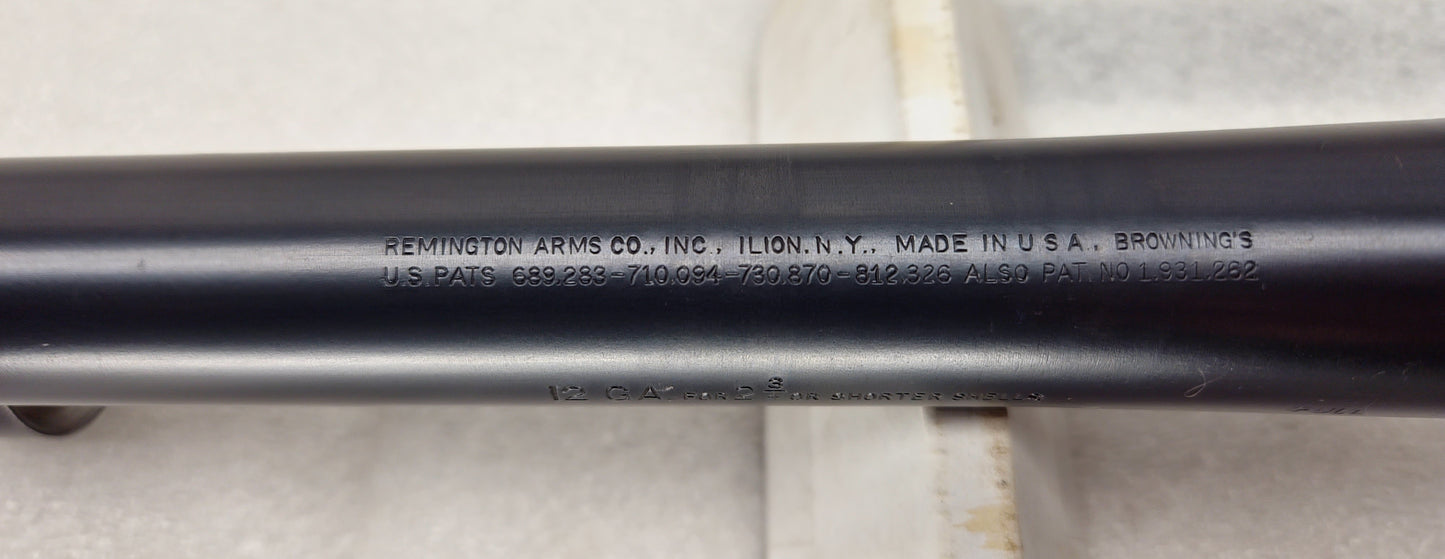 REMINGTON ARMS CO., INC., ILION, N.Y., MADE IN U S A., BROWNING'S
U.S. PATS 689.283-710.094-730.870-812.326 ALSO PAT. NO 1.931.262
12 GA. FOR 2 3/4 OR SHORTER SHELLS
FULL